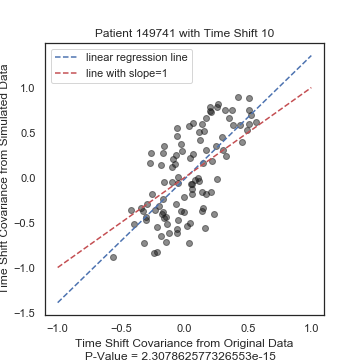 Patient 149741 with Time Shift 10
linear regression line
line with slope=1
Time Shift Covariance from Simulated Data
1.0
0.5
0.0
−0.5
−1.0
−1.5
−1.0
−0.5
0.0
0.5
1.0
Time Shift Covariance from Original Data
P-Value = 2.307862577326553e-15